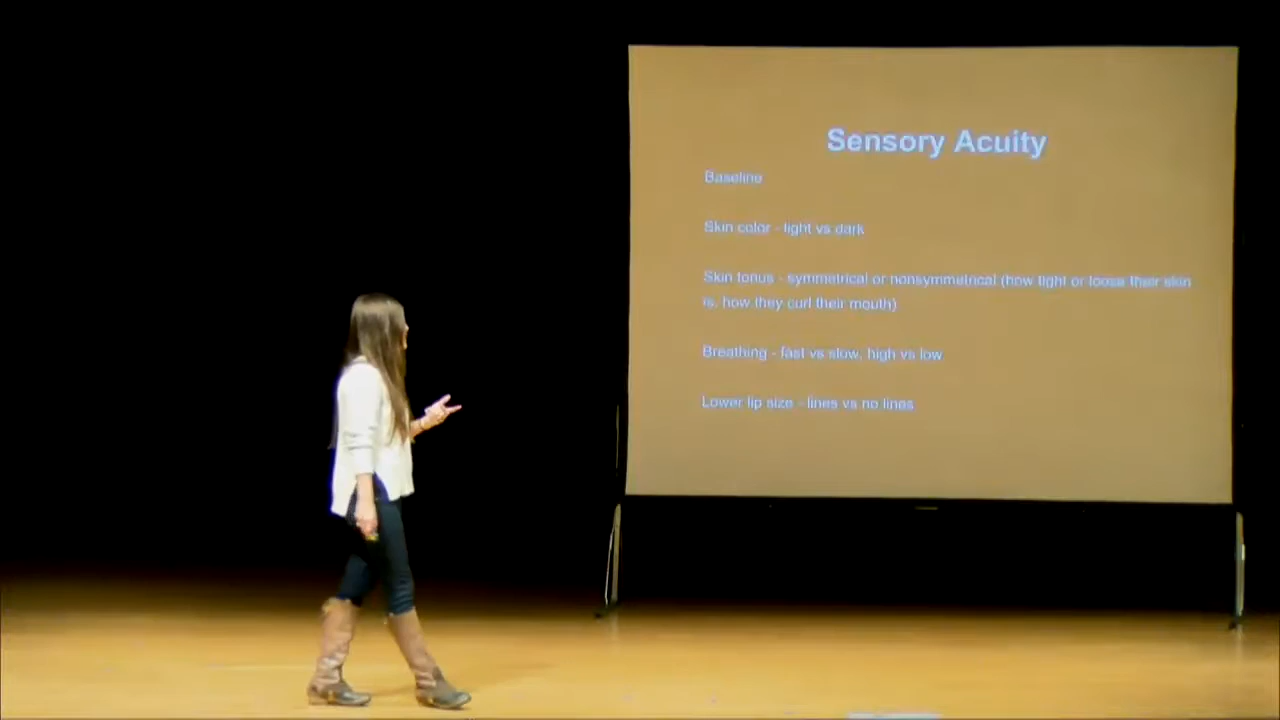 Sensory Acuity
Baseline
Skin color - light vs dark
Skin tonus - symmetrical or nonsymmetrical (how tight or loose their skin
is, how they curl their mouth)
Breathing - fast vs slow, high vs low
Lower lip size - lines vs no lines